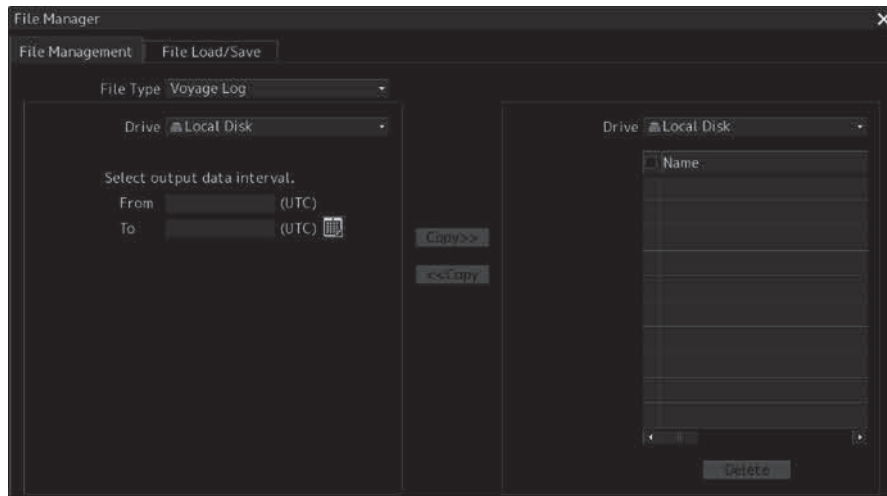 File Manager
File Management
File Load/Save
File Type Voyage Log
Drive Local Disk
Select output data interval.
From (UTC)
To (UTC)
Copy>>
<<Copy
Drive Local Disk
Name
Delete